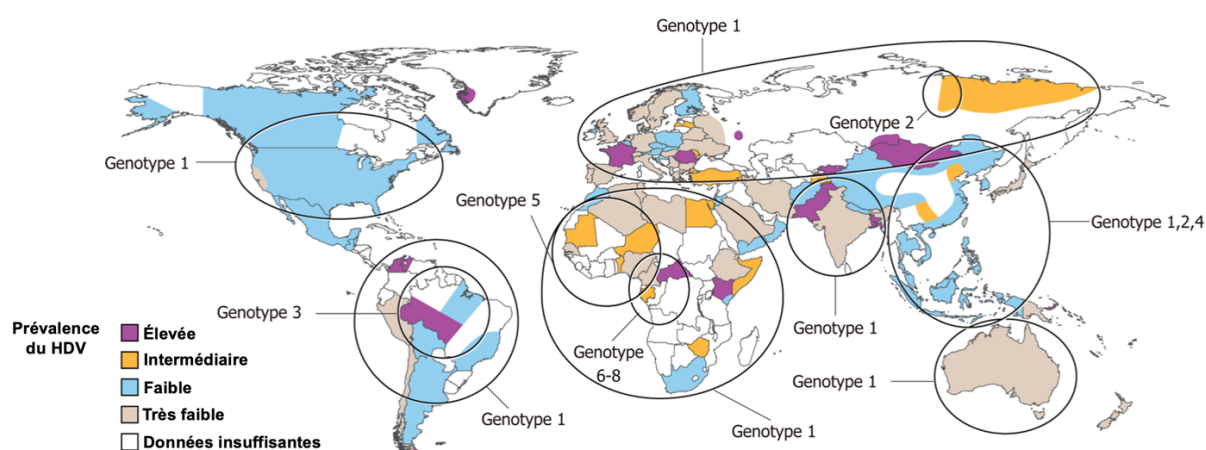 Genotype 1
Genotype 1
Genotype 2
Genotype 5
Genotype 1,2,4
Genotype 3
Genotype 1
Genotype
6-8
Genotype 1
Genotype 1
Genotype 1
Prévalence
du HDV
Élevée
Intermédiaire
Faible
Très faible
Données insuffisantes